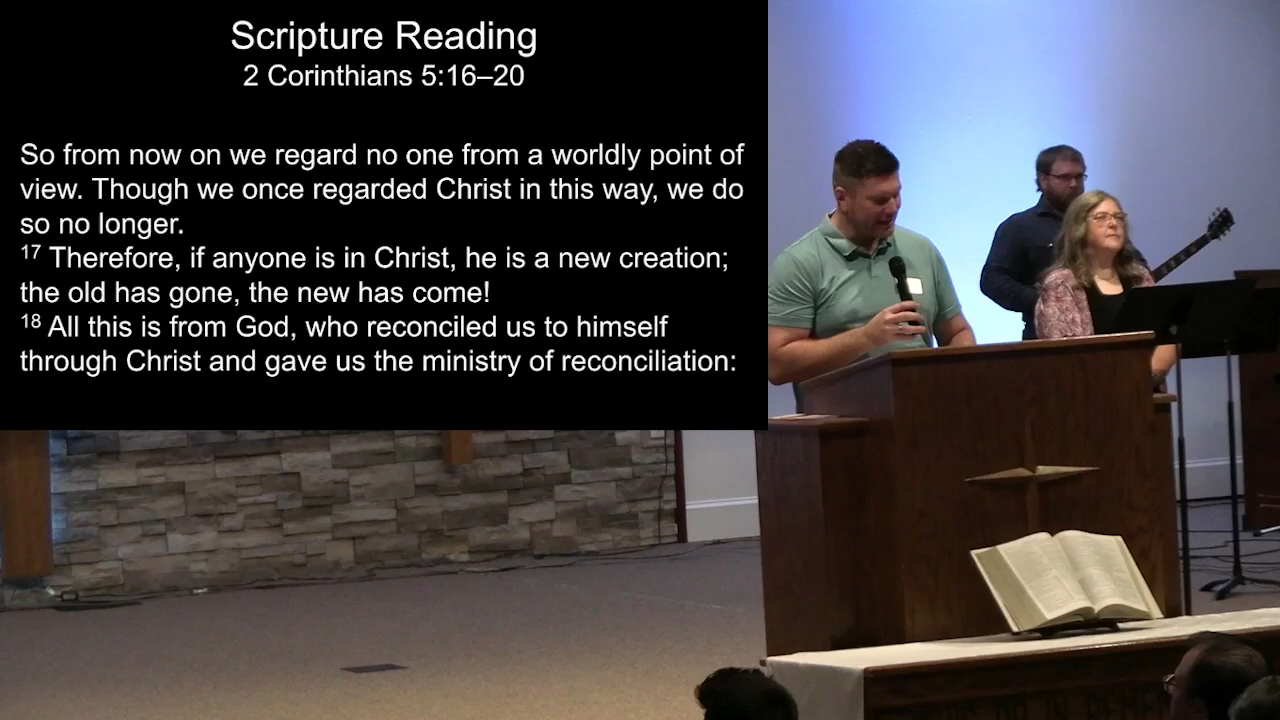 Scripture Reading
2 Corinthians 5:16–20
So from now on we regard no one from a worldly point of
view. Though we once regarded Christ in this way, we do
so no longer.
17 Therefore, if anyone is in Christ, he is a new creation;
the old has gone, the new has come!
18 All this is from God, who reconciled us to himself
through Christ and gave us the ministry of reconciliation:
DO IN